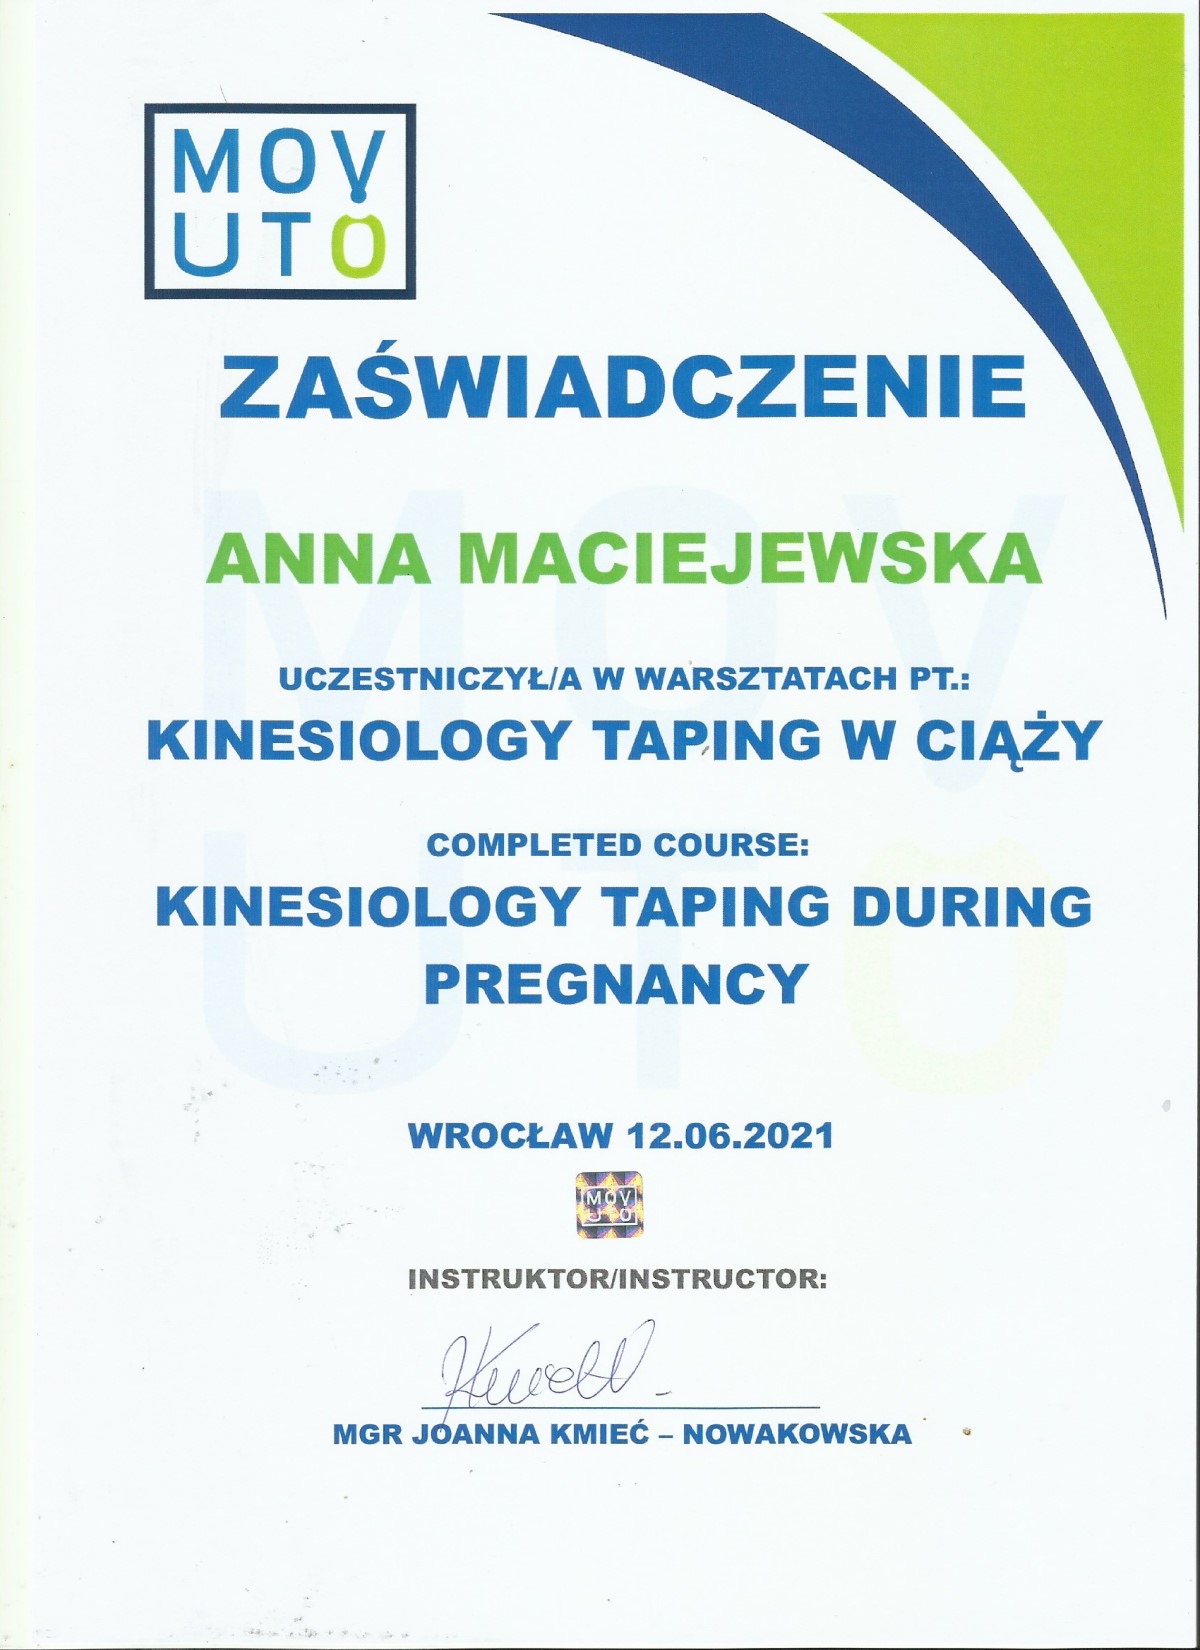 MOV
UTO
ZAŚWIADCZENIE
ANNA MACIEJEWSKA
UCZESTNICZYŁ/A W WARSZTATACH PT.:
KINESIOLOGY TAPING W CIĄŻY
COMPLETED COURSE:
KINESIOLOGY TAPING DURING
PREGNANCY
WROCŁAW 12.06.2021
MOV
UTO
INSTRUKTOR/INSTRUCTOR:
MGR JOANNA KMIEĆ – NOWAKOWSKA